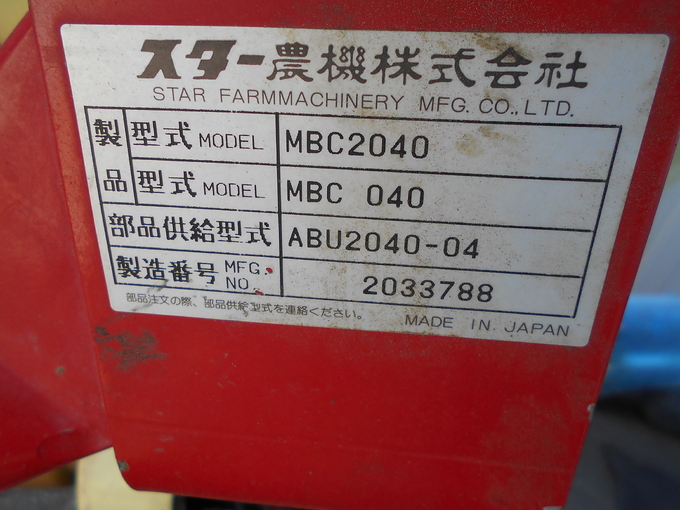 スター農機株式会社
STAR FARMMACHINERY MFG. CO., LTD.
製品 型式 MODEL MBC2040
型式 MODEL MBC 040
部品供給型式 ABU2040-04
製造番号 MFG. NO. 2033788
部品注文の際、部品供給型式を連絡ください。
MADE IN JAPAN